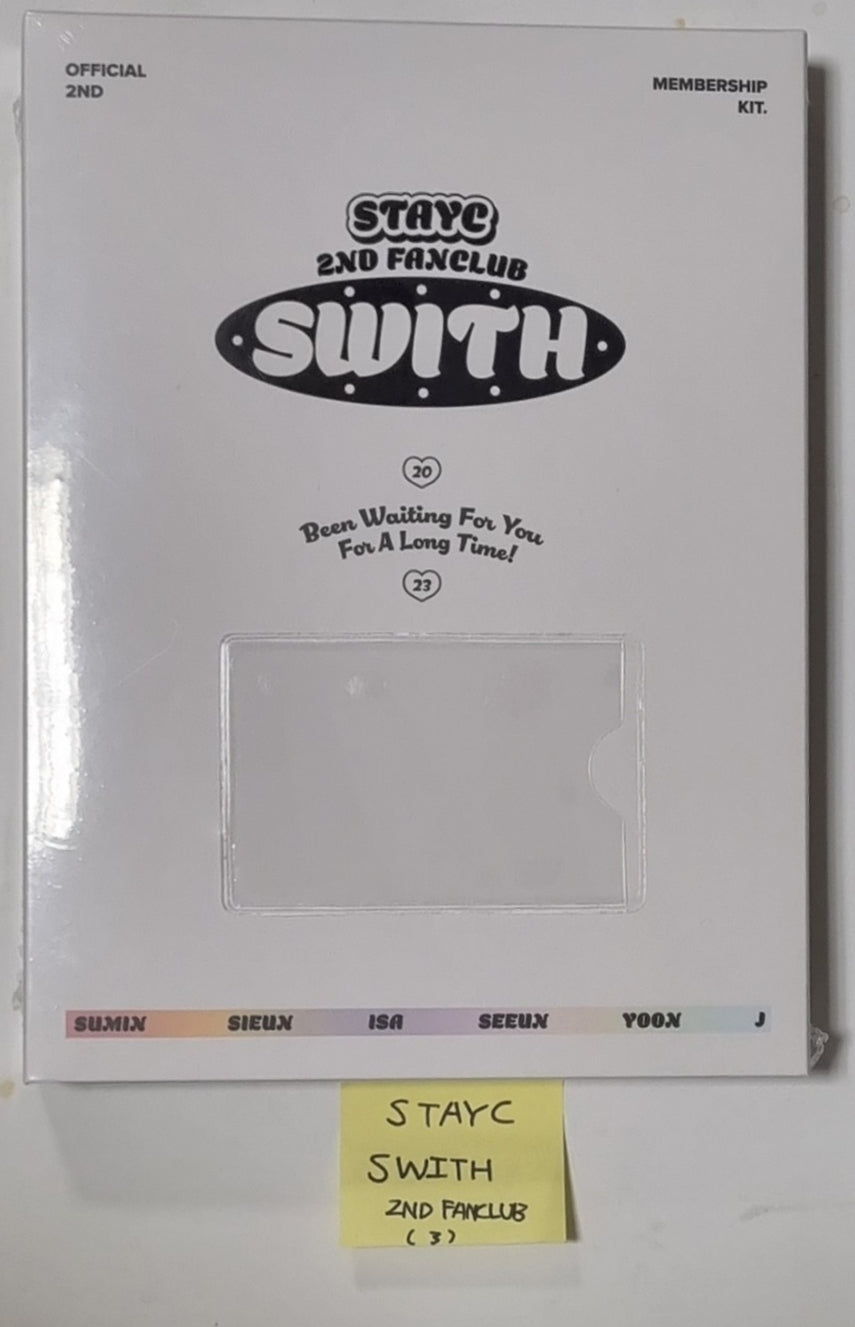 OFFICIAL
2ND
MEMBERSHIP
KIT.
STAYC
2ND FANCLUB
SWITH
20
Been Waiting For You
For A Long Time!
23
SUMIN SIEUN ISA SEEUN YOON J
STAYC
SWITH
2ND FANCLUB
(3)